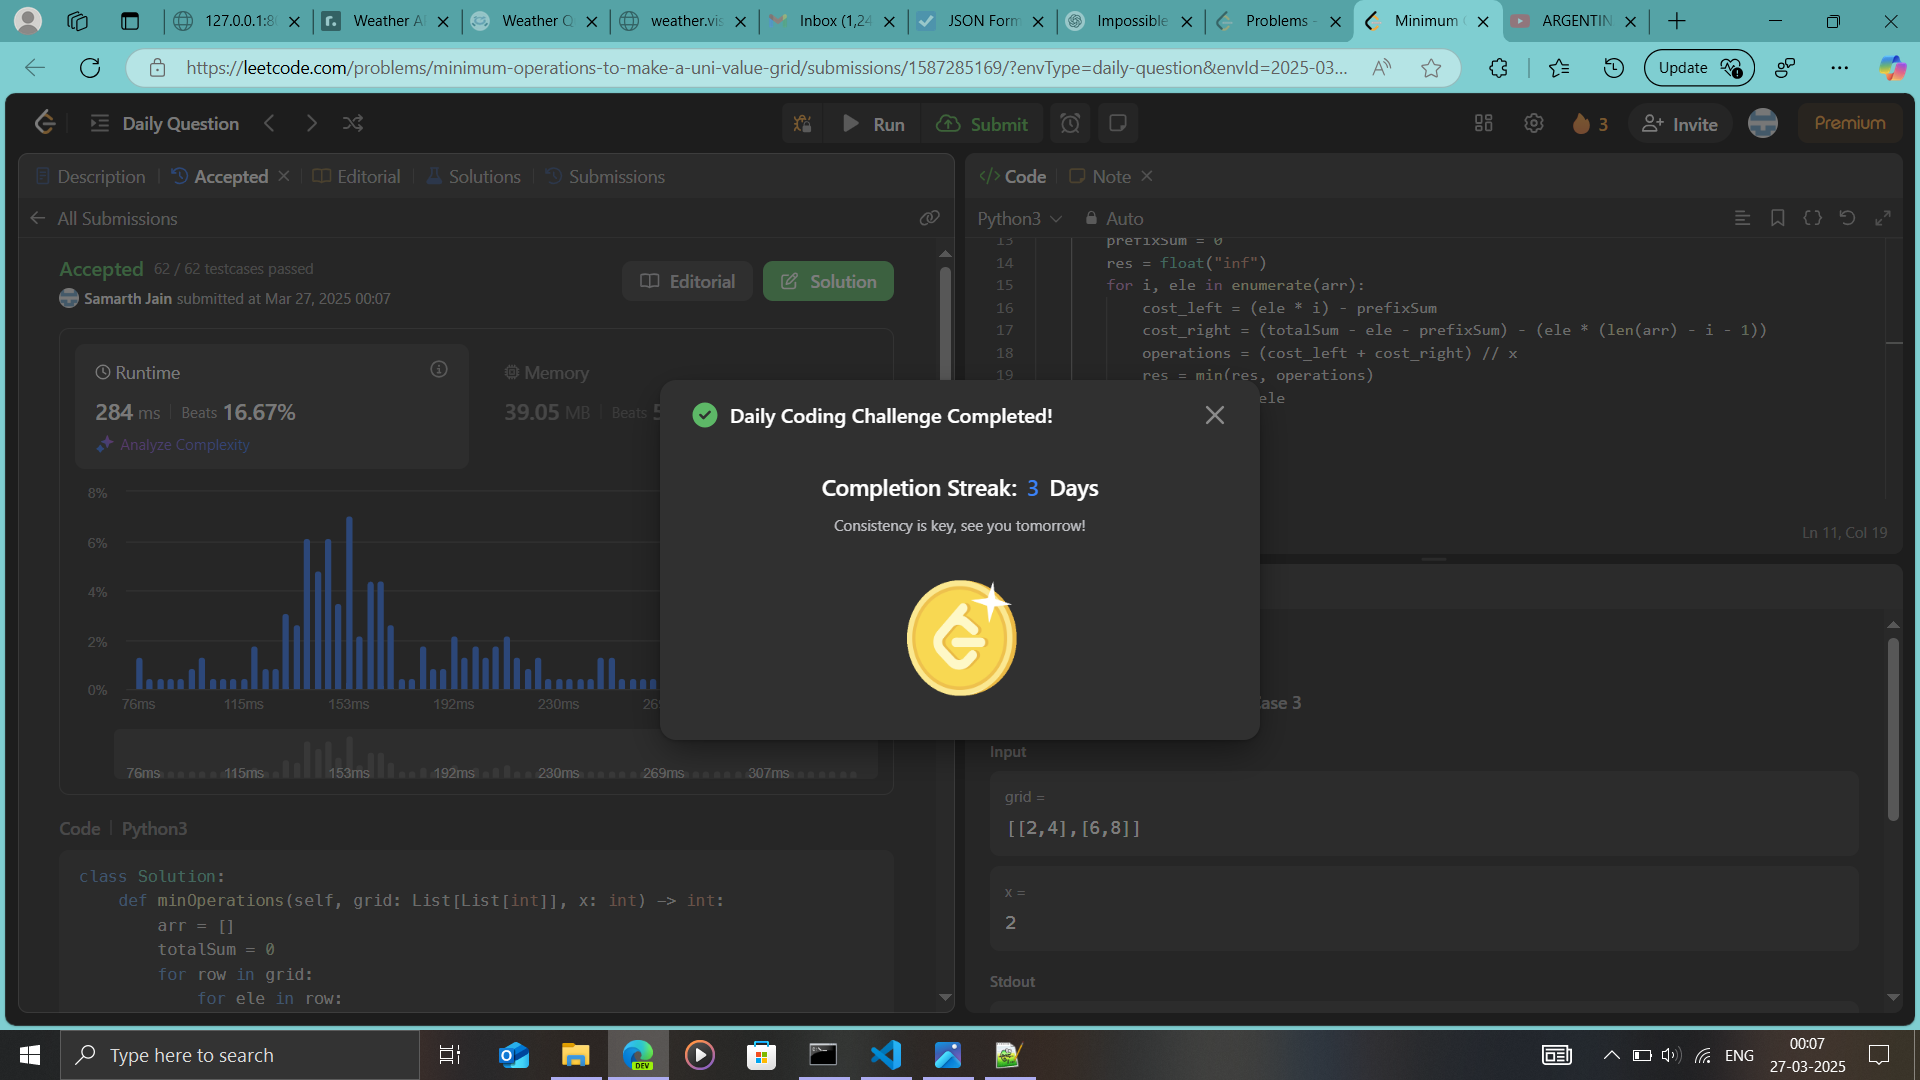 127.0.0.1:8
Weather A
Weather Q
weather.vis
Inbox (1,24
JSON Form
Impossible
Problems -
Minimum
ARGENTIN
https://leetcode.com/problems/minimum-operations-to-make-a-uni-value-grid/submissions/1587285169/?envType=daily-question&envId=2025-03...
Update
Daily Question
Run
Submit
3
Invite
Premium
Description
Accepted
Editorial
Solutions
Submissions
All Submissions
Accepted 62 / 62 testcases passed
Samarth Jain submitted at Mar 27, 2025 00:07
Editorial
Solution
Runtime
284 ms Beats 16.67%
Analyze Complexity
Memory
39.05 MB Beats 5
8%
6%
4%
2%
0%
76ms 115ms 153ms 192ms 230ms 26
76ms 115ms 153ms 192ms 230ms 269ms 307ms
Code Python3
class Solution:
def minOperations(self, grid: List[List[int]], x: int) -> int:
arr = []
totalSum = 0
for row in grid:
for ele in row:
Daily Coding Challenge Completed!
Completion Streak: 3 Days
Consistency is key, see you tomorrow!
</> Code
Note
Python3
Auto
13 prefixSum = 0
14 res = float("inf")
15 for i, ele in enumerate(arr):
16 cost_left = (ele * i) - prefixSum
17 cost_right = (totalSum - ele - prefixSum) - (ele * (len(arr) - i - 1))
18 operations = (cost_left + cost_right) // x
19 res = min(res, operations)
ele
Ln 11, Col 19
ase 3
Input
grid =
[[2,4],[6,8]]
x =
2
Stdout
Type here to search
DEV
ENG
00:07
27-03-2025